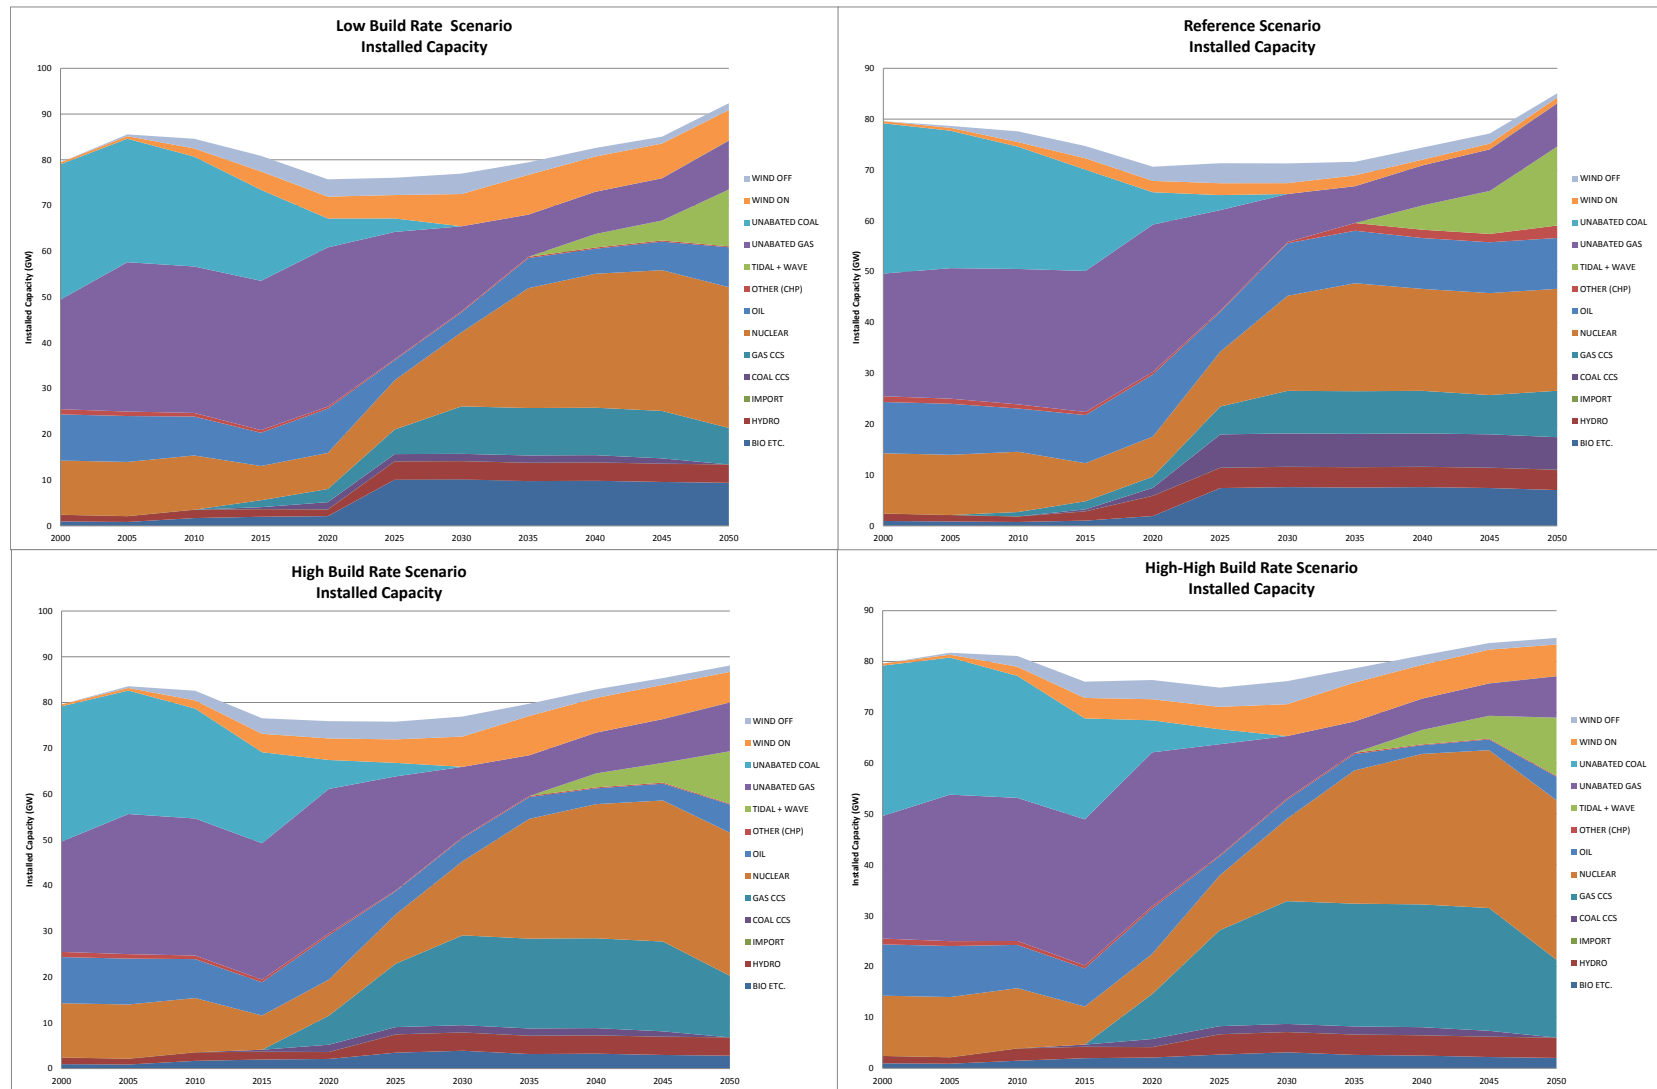 Low Build Rate Scenario
Installed Capacity
100
90
80
70
60
50
40
30
20
10
0
Installed Capacity (GW)
2000 2005 2010 2015 2020 2025 2030 2035 2040 2045 2050
WIND OFF
WIND ON
UNABATED COAL
UNABATED GAS
TIDAL + WAVE
OTHER (CHP)
OIL
NUCLEAR
GAS CCS
COAL CCS
IMPORT
HYDRO
BIO ETC.
Reference Scenario
Installed Capacity
90
80
70
60
50
40
30
20
10
0
Installed Capacity (GW)
2000 2005 2010 2015 2020 2025 2030 2035 2040 2045 2050
WIND OFF
WIND ON
UNABATED COAL
UNABATED GAS
TIDAL + WAVE
OTHER (CHP)
OIL
NUCLEAR
GAS CCS
COAL CCS
IMPORT
HYDRO
BIO ETC.
High Build Rate Scenario
Installed Capacity
100
90
80
70
60
50
40
30
20
10
0
Installed Capacity (GW)
2000 2005 2010 2015 2020 2025 2030 2035 2040 2045 2050
WIND OFF
WIND ON
UNABATED COAL
UNABATED GAS
TIDAL + WAVE
OTHER (CHP)
OIL
NUCLEAR
GAS CCS
COAL CCS
IMPORT
HYDRO
BIO ETC.
High-High Build Rate Scenario
Installed Capacity
90
80
70
60
50
40
30
20
10
0
Installed Capacity (GW)
2000 2005 2010 2015 2020 2025 2030 2035 2040 2045 2050
WIND OFF
WIND ON
UNABATED COAL
UNABATED GAS
TIDAL + WAVE
OTHER (CHP)
OIL
NUCLEAR
GAS CCS
COAL CCS
IMPORT
HYDRO
BIO ETC.